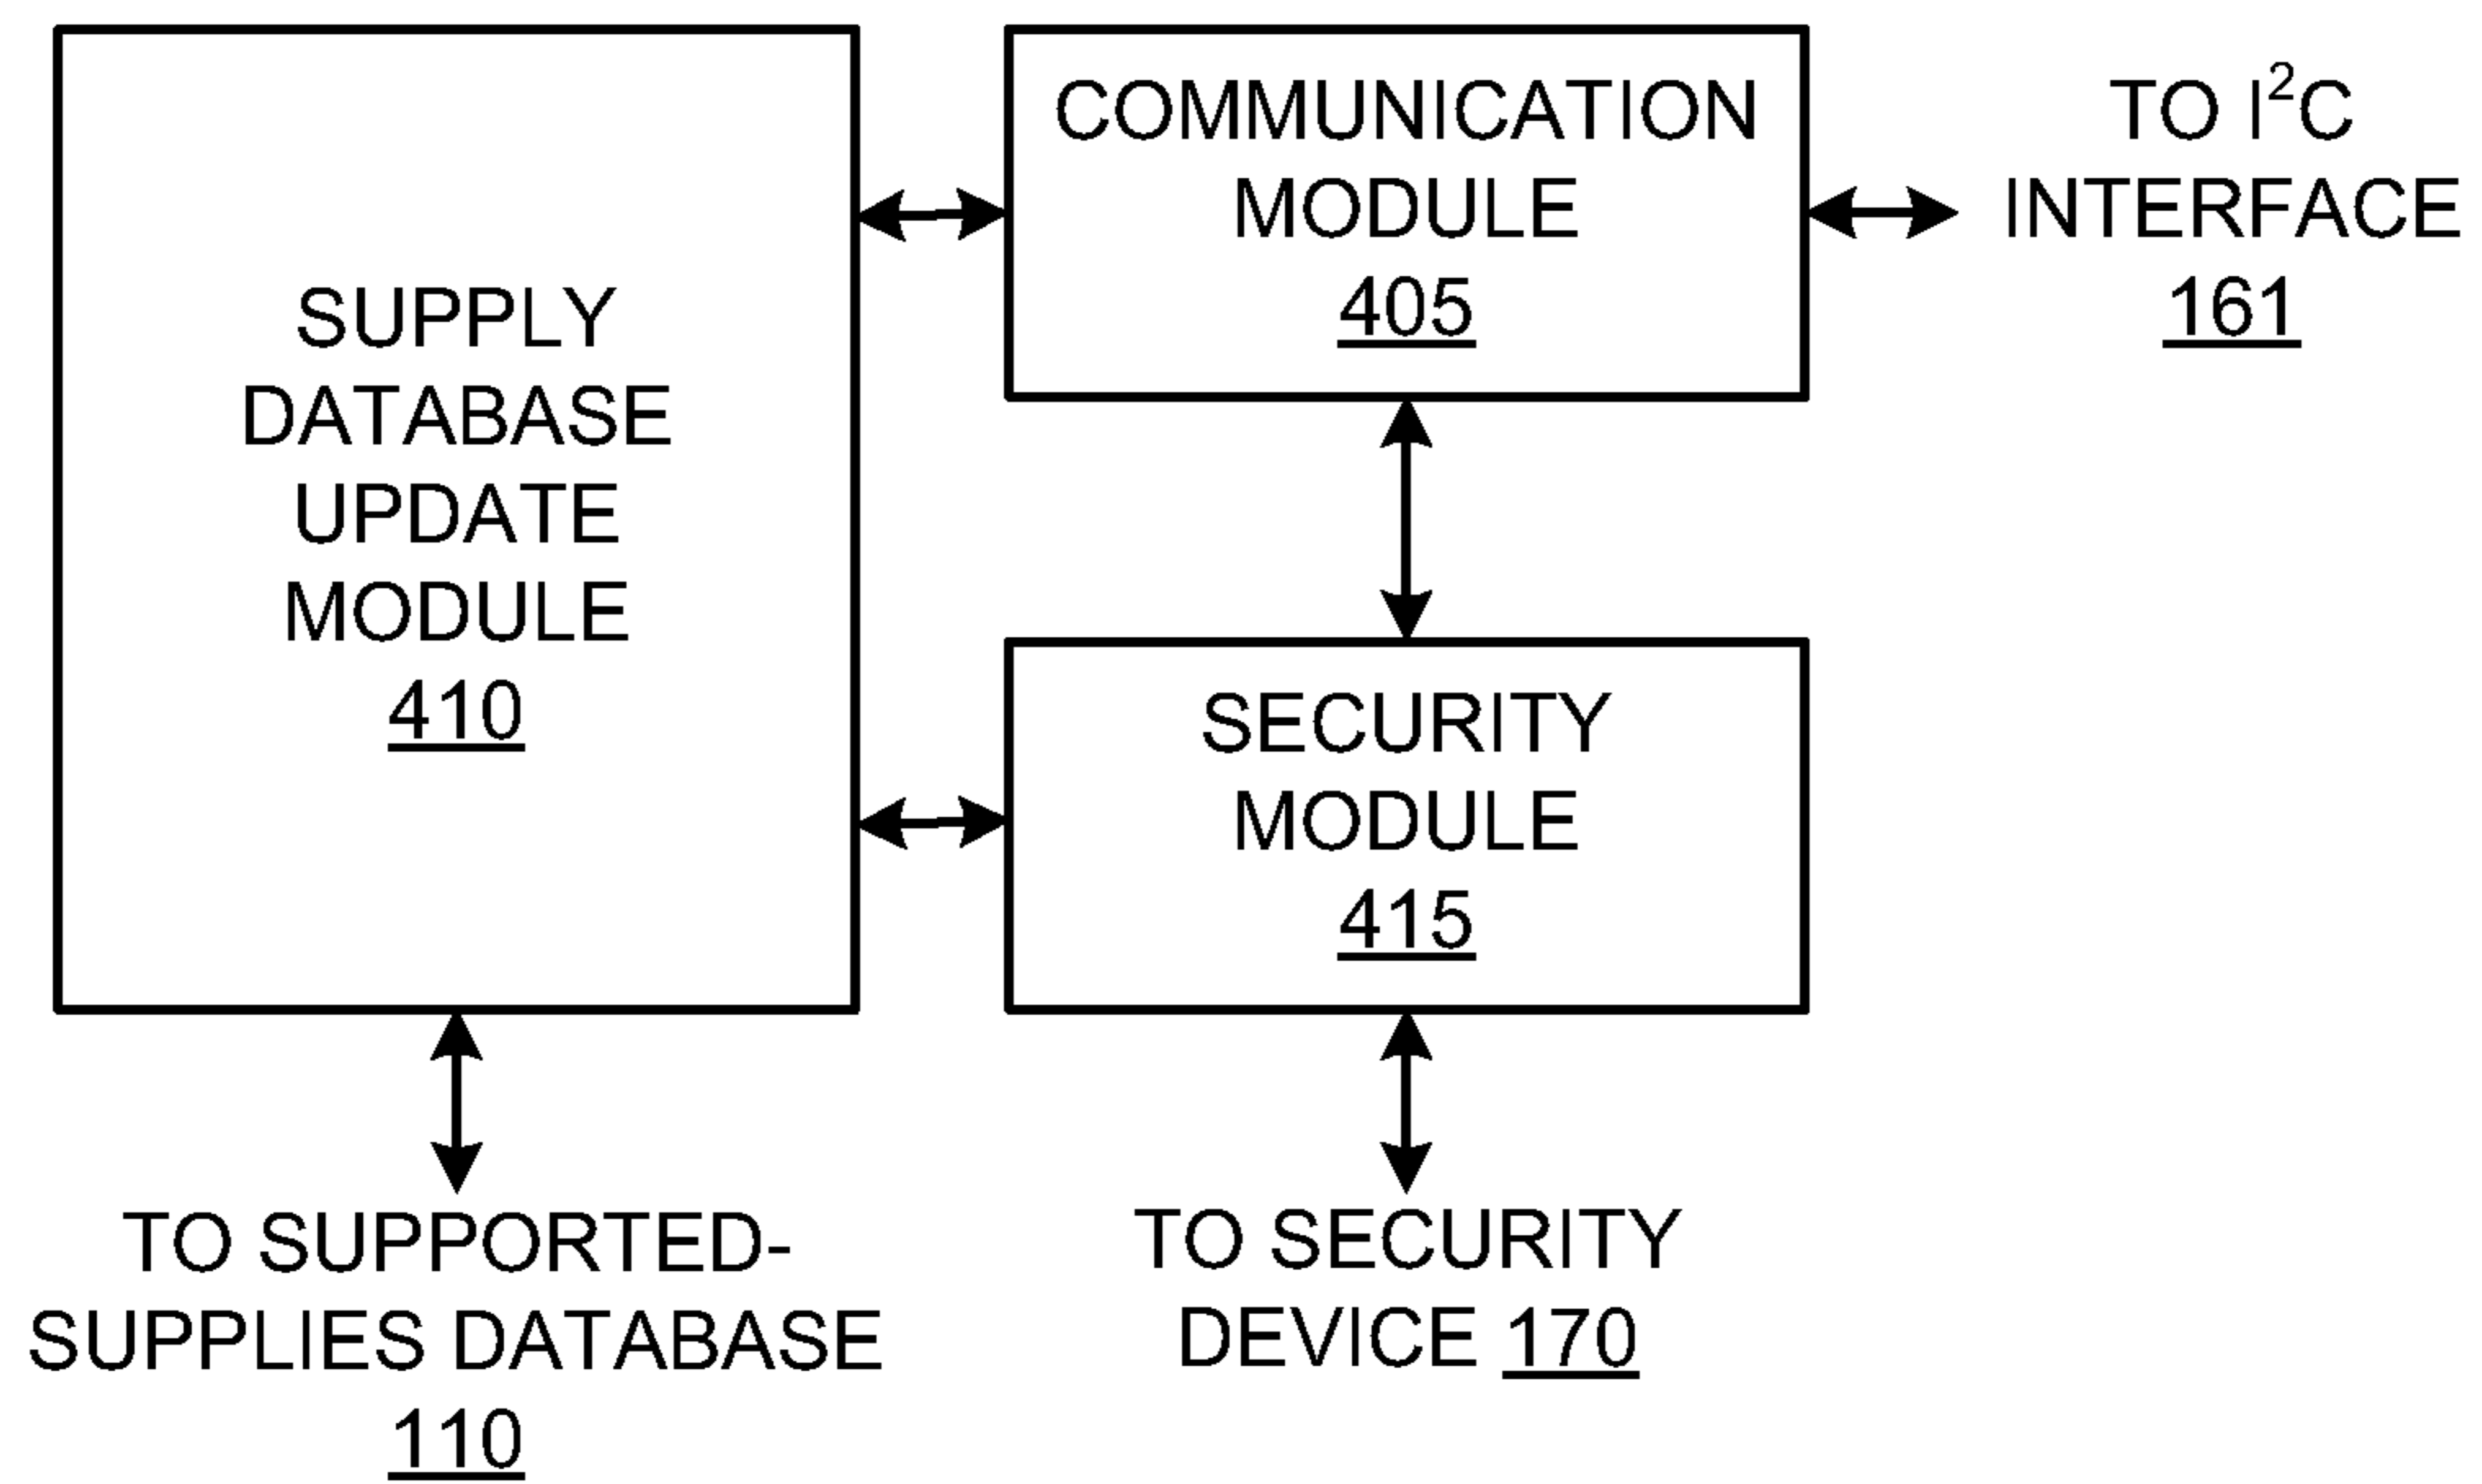 SUPPLY
DATABASE
UPDATE
MODULE
410
COMMUNICATION
MODULE
405
TO I²C
INTERFACE
161
SECURITY
MODULE
415
TO SUPPORTED-
SUPPLIES DATABASE
110
TO SECURITY
DEVICE 170